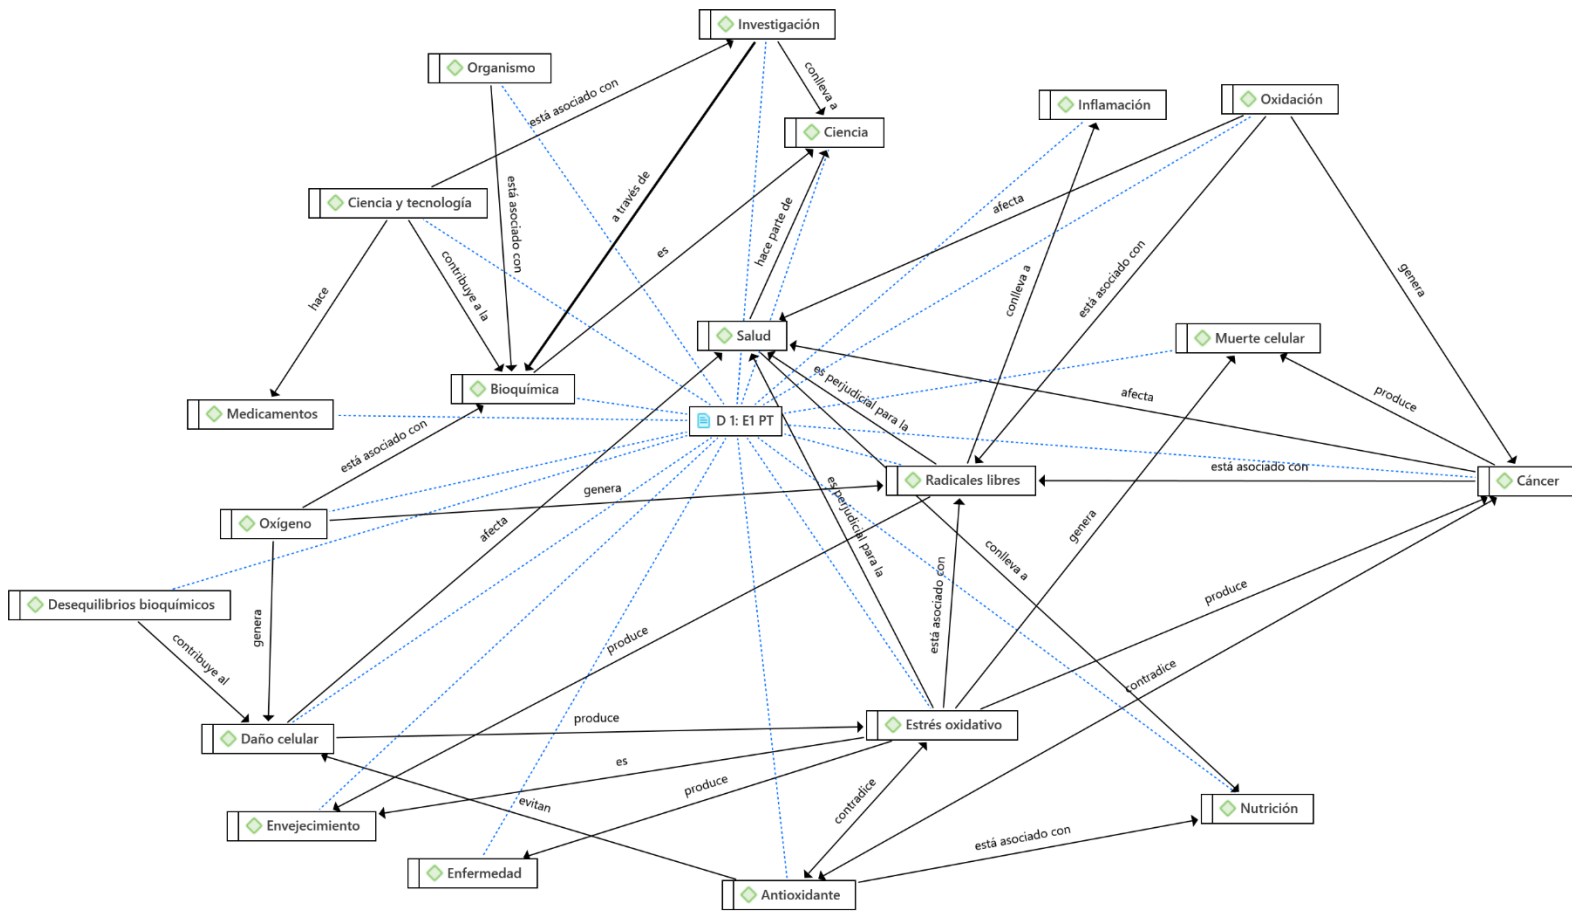 Investigación
Organismo
está asociado con
conlleva a
Inflamación
Oxidación
Ciencia
está asociado con
a través de
Ciencia y tecnología
afecta
hace parte de
es
contribuye a la
está asociado con
conlleva a
genera
hace
Salud
Muerte celular
es perjudicial para la
Bioquímica
afecta
produce
Medicamentos
D 1: E1 PT
está asociado con
está asociado con
Radicales libres
Cáncer
genera
Oxígeno
afecta
es perjudicial para la
genera
conlleva a
está asociado con
produce
Desequilibrios bioquímicos
genera
produce
contribuye al
contradice
Estrés oxidativo
produce
Daño celular
es
produce
evitan
contradice
Nutrición
Envejecimiento
está asociado con
Enfermedad
Antioxidante